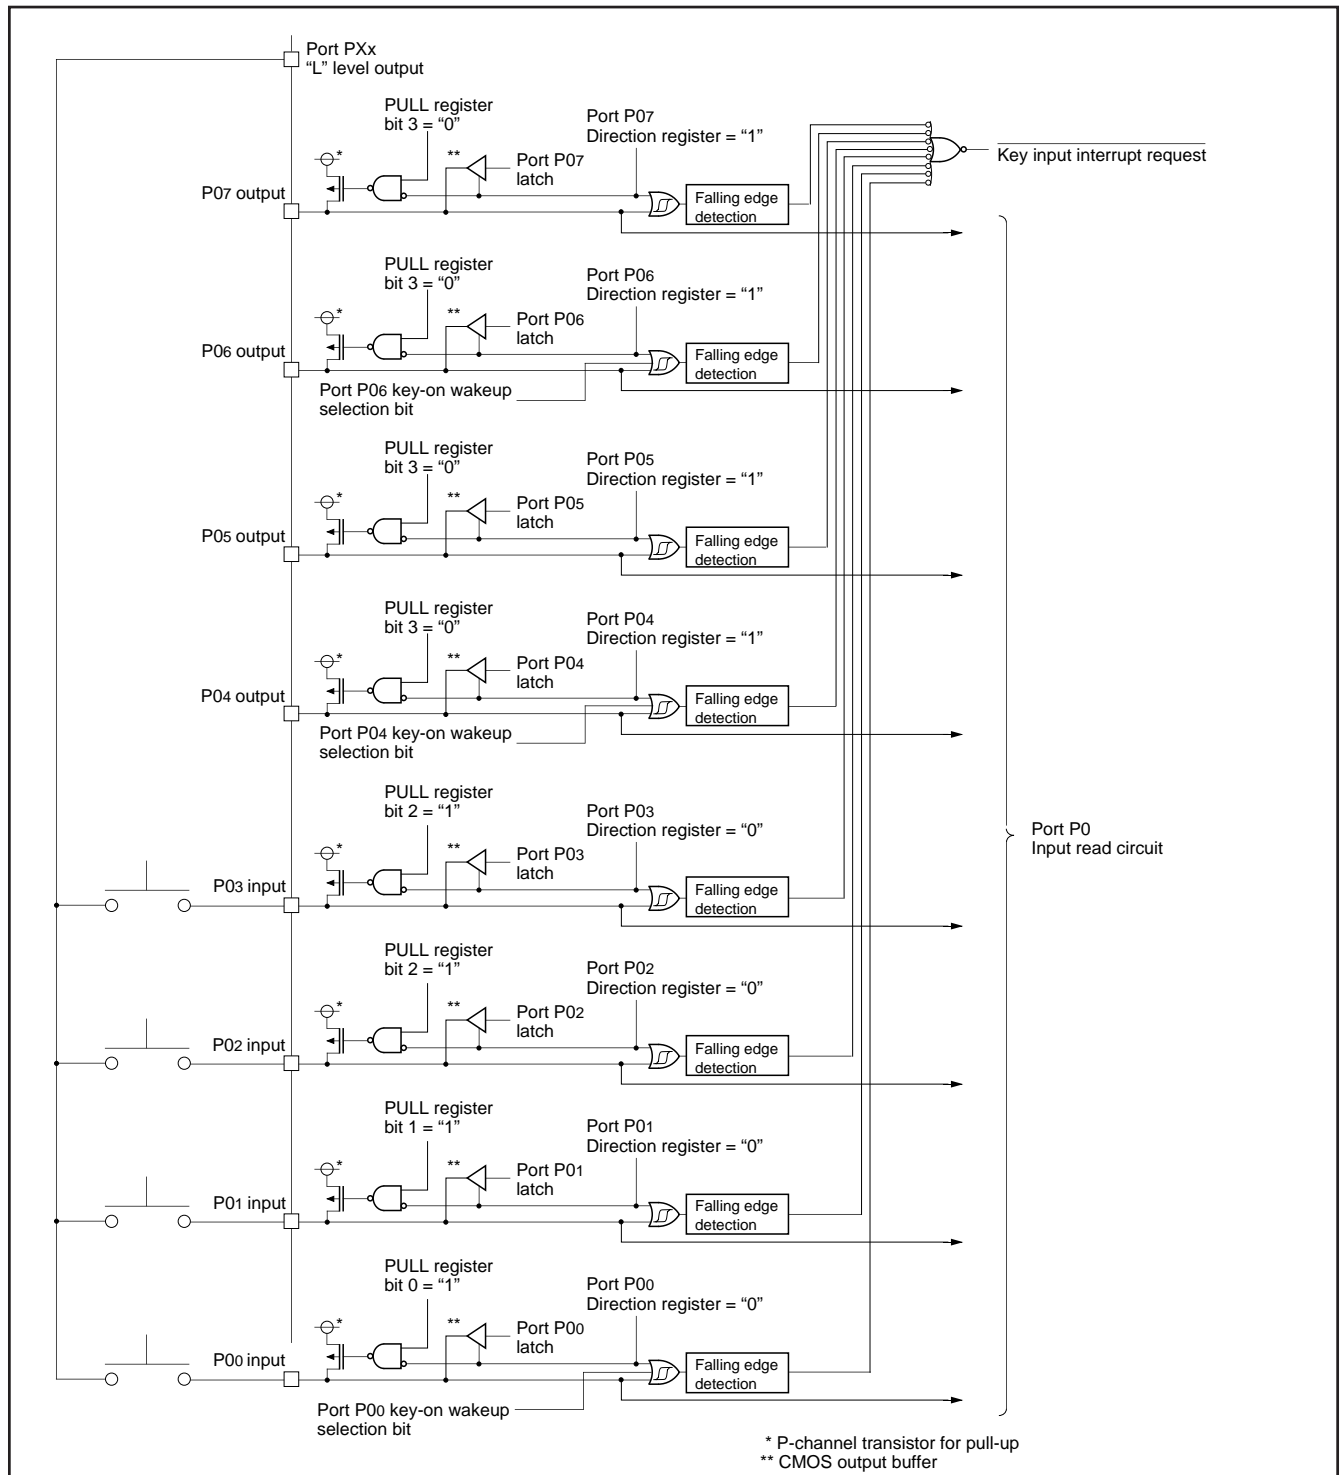 Port PXx
“L” level output
PULL register
bit 3 = “0”
Port P07
Direction register = “1”
*
**
Port P07
latch
Key input interrupt request
P07 output
Falling edge
detection
PULL register
bit 3 = “0”
Port P06
Direction register = “1”
*
**
Port P06
latch
P06 output
Falling edge
detection
Port P06 key-on wakeup
selection bit
PULL register
bit 3 = “0”
Port P05
Direction register = “1”
*
**
Port P05
latch
P05 output
Falling edge
detection
PULL register
bit 3 = “0”
Port P04
Direction register = “1”
*
**
Port P04
latch
P04 output
Falling edge
detection
Port P04 key-on wakeup
selection bit
PULL register
bit 2 = “1”
Port P03
Direction register = “0”
Port P0
Input read circuit
*
**
Port P03
latch
P03 input
Falling edge
detection
PULL register
bit 2 = “1”
Port P02
Direction register = “0”
*
**
Port P02
latch
P02 input
Falling edge
detection
PULL register
bit 1 = “1”
Port P01
Direction register = “0”
*
**
Port P01
latch
P01 input
Falling edge
detection
PULL register
bit 0 = “1”
Port P00
Direction register = “0”
*
**
Port P00
latch
P00 input
Falling edge
detection
Port P00 key-on wakeup
selection bit
* P-channel transistor for pull-up
** CMOS output buffer